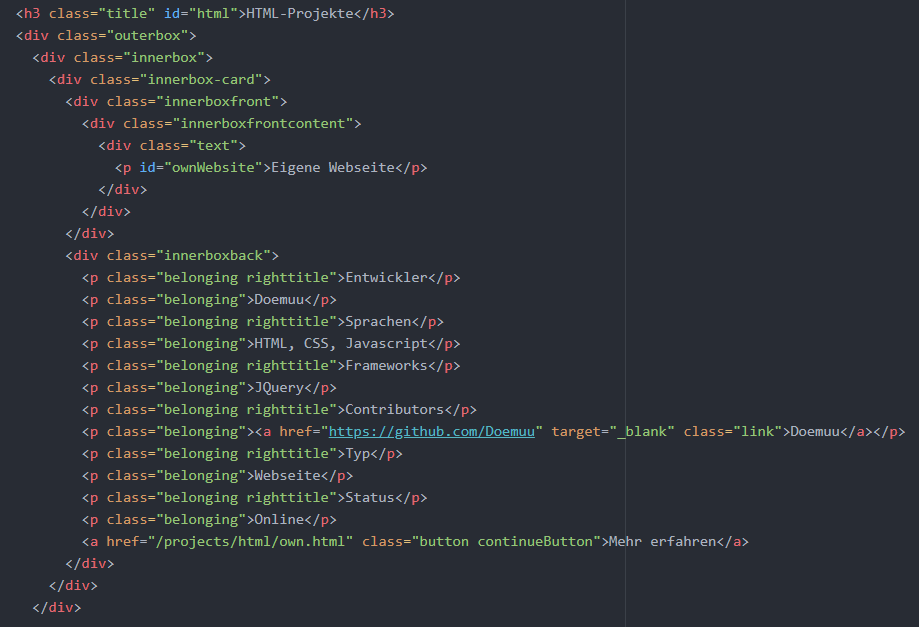 <h3 class="title" id="html">HTML-Projekte</h3>
<div class="outerbox">
<div class="innerbox">
<div class="innerbox-card">
<div class="innerboxfront">
<div class="innerboxfrontcontent">
<div class="text">
<p id="ownWebsite">Eigene Webseite</p>
</div>
</div>
</div>
<div class="innerboxback">
<p class="belonging righttitle">Entwickler</p>
<p class="belonging">Doemuu</p>
<p class="belonging righttitle">Sprachen</p>
<p class="belonging">HTML, CSS, Javascript</p>
<p class="belonging righttitle">Frameworks</p>
<p class="belonging">JQuery</p>
<p class="belonging righttitle">Contributors</p>
<p class="belonging"><a href="https://github.com/Doemuu" target="_blank" class="link">Doemuu</a></p>
<p class="belonging righttitle">Typ</p>
<p class="belonging">Webseite</p>
<p class="belonging righttitle">Status</p>
<p class="belonging">Online</p>
<a href="/projects/html/own.html" class="button continueButton">Mehr erfahren</a>
</div>
</div>
</div>